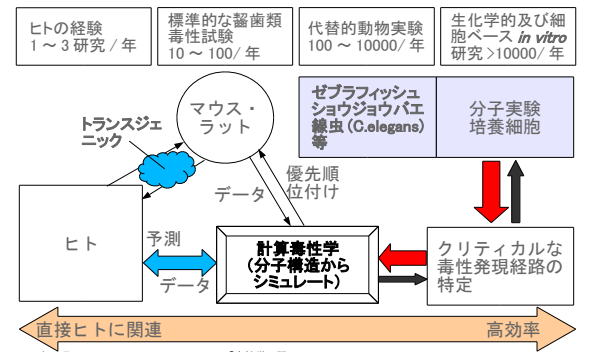 ヒトの経験
1～3研究/年
標準的な齧歯類
毒性試験
10～100/年
代替的動物実験
100～10000/年
生化学的及び細
胞ベース in vitro
研究>10000/年
マウス・
ラット
ゼブラフィッシュ
ショウジョウバエ
線虫(C.elegans)
等
分子実験
培養細胞
トランスジェ
ニック
優先順
位付け
データ
ヒト
予測
データ
計算毒性学
(分子構造から
シミュレート)
クリティカルな
毒性発現経路の
特定
直接ヒトに関連
高効率